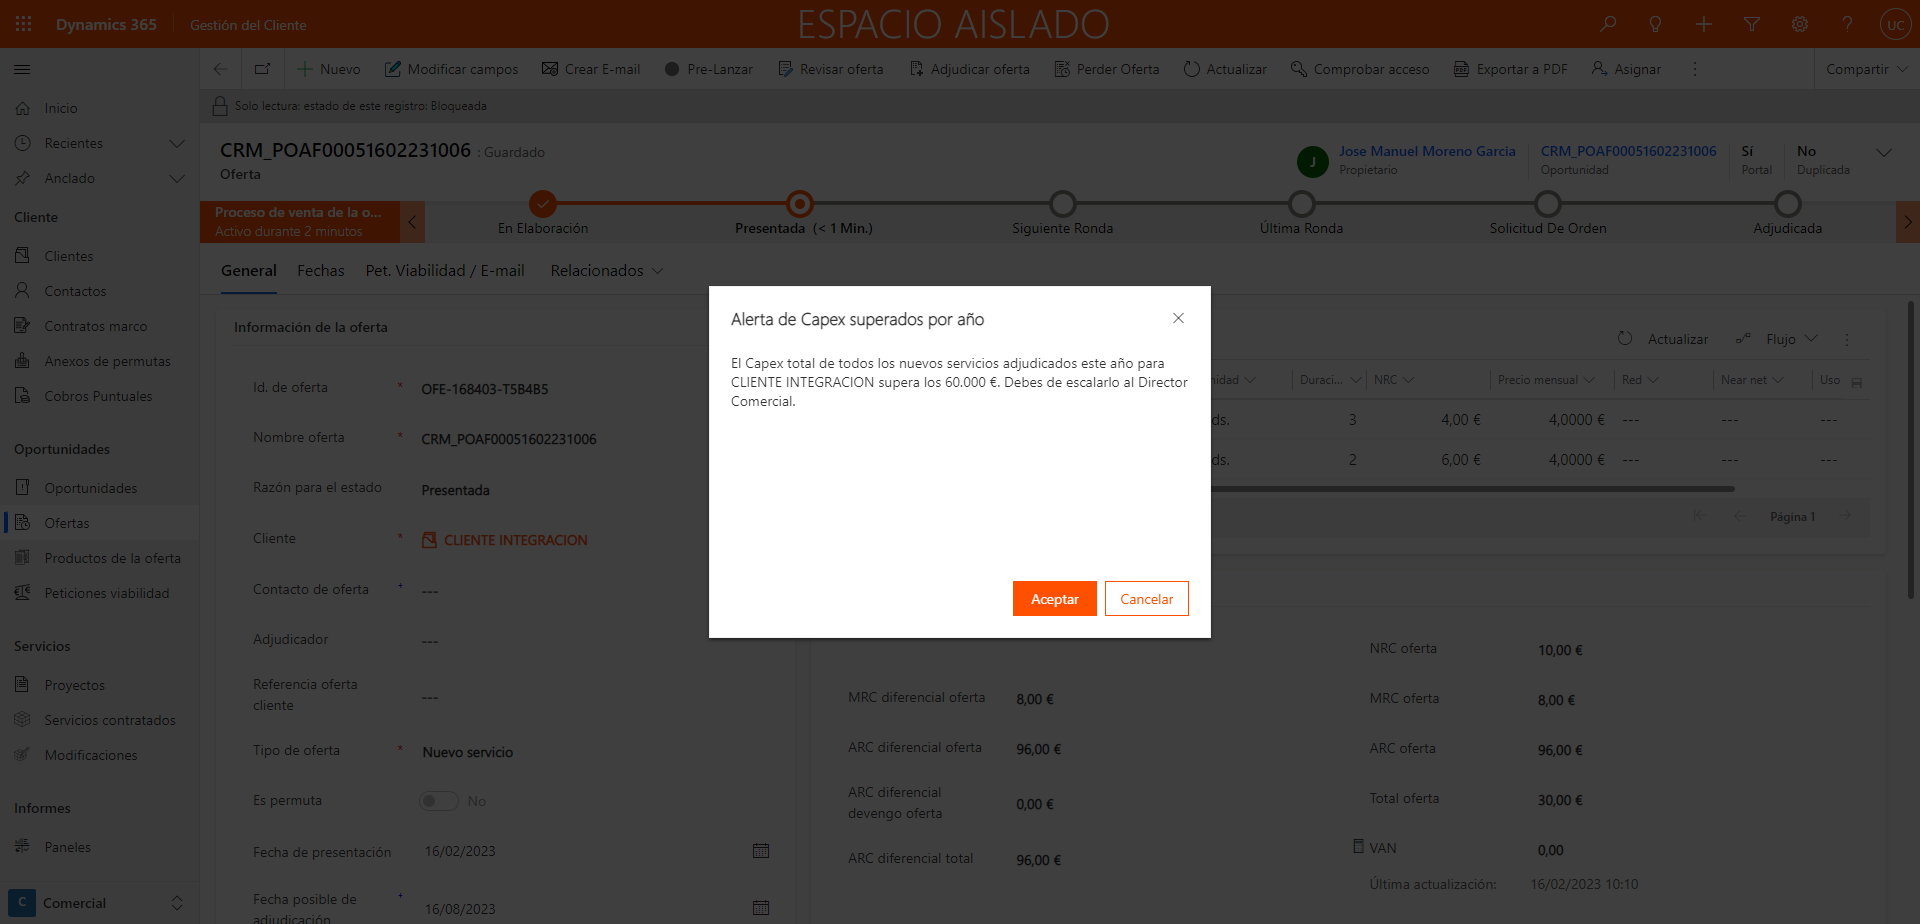 Dynamics 365
Gestión del Cliente
ESPACIO AISLADO
UC
Nuevo
Modificar campos
Crear E-mail
Pre-Lanzar
Revisar oferta
Adjudicar oferta
Perder Oferta
Actualizar
Comprobar acceso
Exportar a PDF
Asignar
Compartir
Solo lectura: estado de este registro: Bloqueada
Inicio
Recientes
Anclado
Cliente
Clientes
Contactos
Contratos marco
Anexos de permutas
Cobros Puntuales
Oportunidades
Oportunidades
Ofertas
Productos de la oferta
Peticiones viabilidad
Servicios
Proyectos
Servicios contratados
Modificaciones
Informes
Paneles
C
Comercial
CRM_POAF00051602231006 : Guardado
Oferta
J
Jose Manuel Moreno Garcia
Propietario
CRM_POAF00051602231006
Oportunidad
Sí
Portal
No
Duplicada
Proceso de venta de la o...
Activo durante 2 minutos
En Elaboración
Presentada (< 1 Min.)
Siguiente Ronda
Última Ronda
Solicitud De Orden
Adjudicada
General
Fechas
Pet. Viabilidad / E-mail
Relacionados
Información de la oferta
Id. de oferta * OFE-168403-T5B4B5
Nombre oferta * CRM_POAF00051602231006
Razón para el estado Presentada
Cliente * CLIENTE INTEGRACION
Contacto de oferta + ---
Adjudicador ---
Referencia oferta
cliente
---
Tipo de oferta * Nuevo servicio
Es permuta No
Fecha de presentación 16/02/2023
Fecha posible de
adjudicación
+ 16/08/2023
Alerta de Capex superados por año
El Capex total de todos los nuevos servicios adjudicados este año para
CLIENTE INTEGRACION supera los 60.000 €. Debes de escalarlo al Director
Comercial.
Aceptar
Cancelar
Actualizar
Flujo
nidad Duraci... NRC Precio mensual Red Near net Uso
ds. 3 4,00 € 4,0000 € --- --- ---
ds. 2 6,00 € 4,0000 € --- --- ---
Página 1
MRC diferencial oferta 8,00 €
ARC diferencial oferta 96,00 €
ARC diferencial
devengo oferta
0,00 €
ARC diferencial total 96,00 €
NRC oferta 10,00 €
MRC oferta 8,00 €
ARC oferta 96,00 €
Total oferta 30,00 €
VAN 0,00
Última actualización: 16/02/2023 10:10